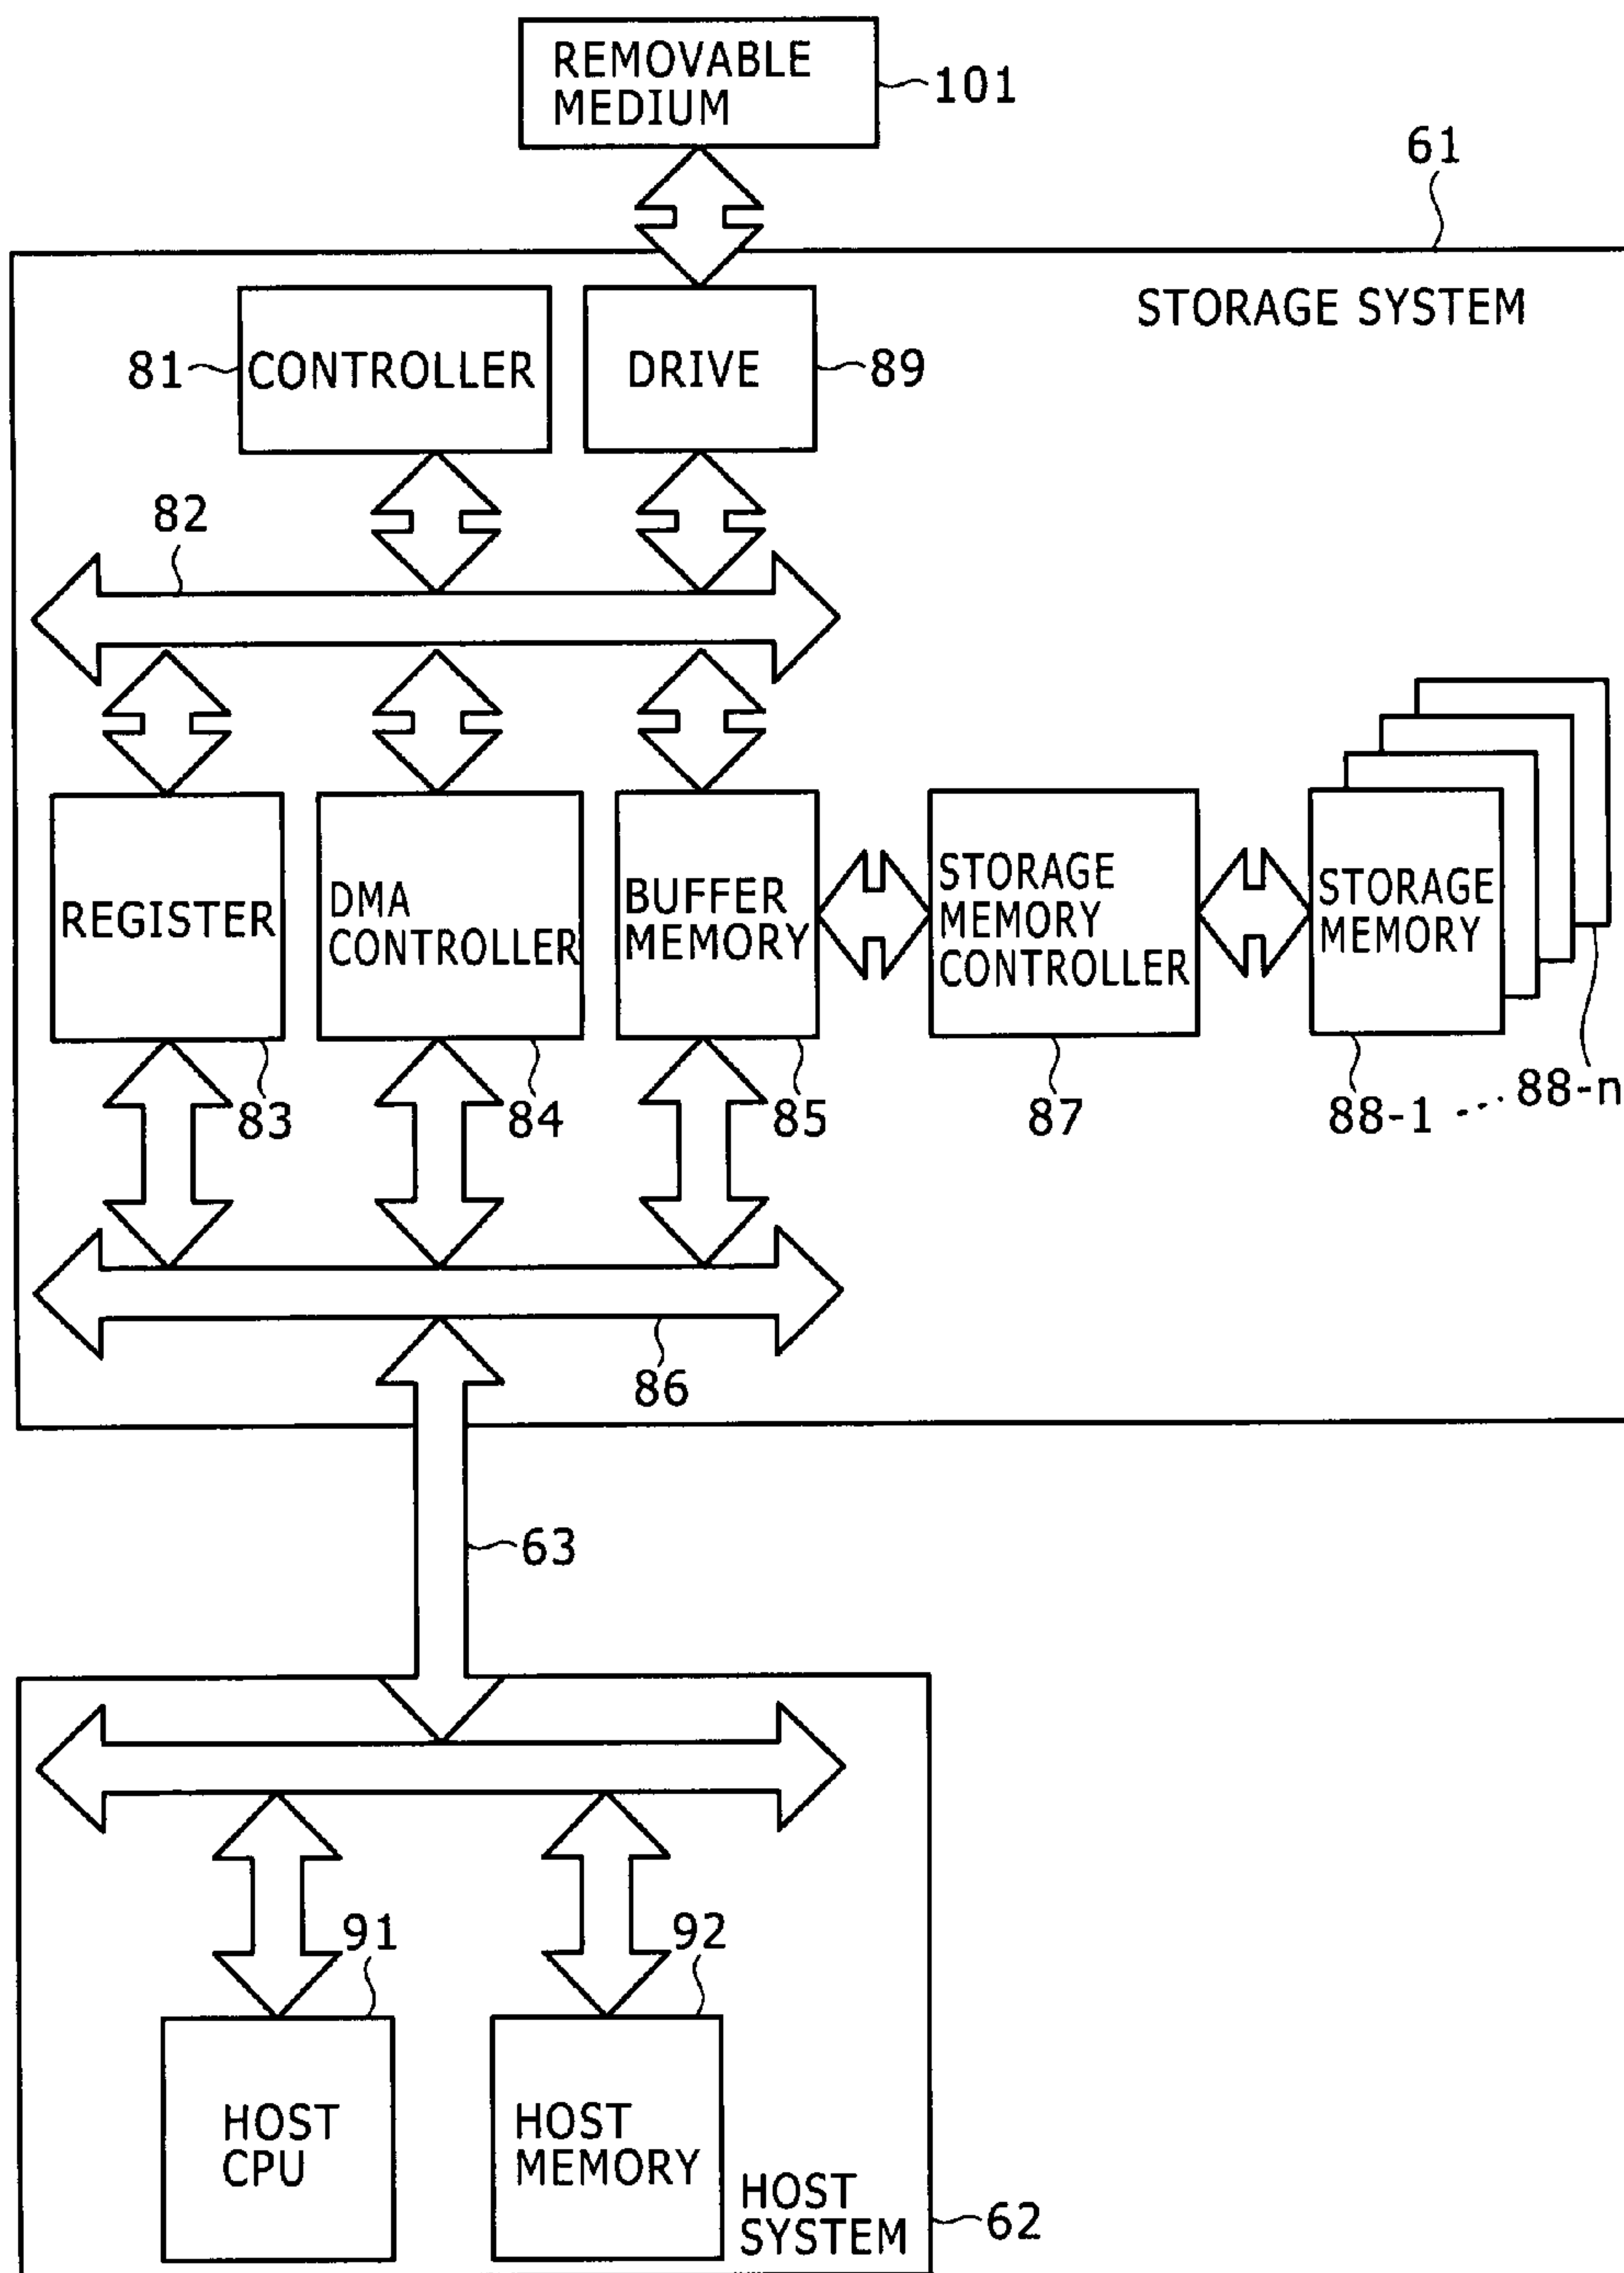 REMOVABLE
MEDIUM
101
61
STORAGE SYSTEM
81
CONTROLLER
DRIVE
89
82
REGISTER
DMA
CONTROLLER
BUFFER
MEMORY
STORAGE
MEMORY
CONTROLLER
STORAGE
MEMORY
83
84
85
87
88-1
88-n
86
63
91
92
HOST
CPU
HOST
MEMORY
HOST
SYSTEM
62